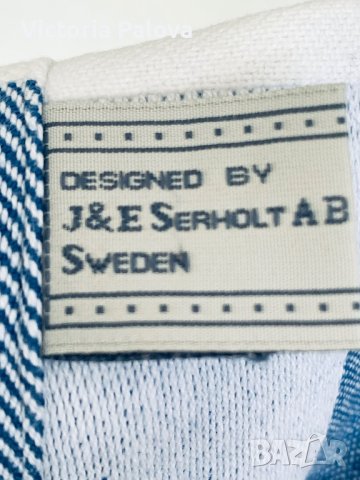 Victoria Palova
DESIGNED BY
J&E SERHOLT AB
SWEDEN
BAZAR